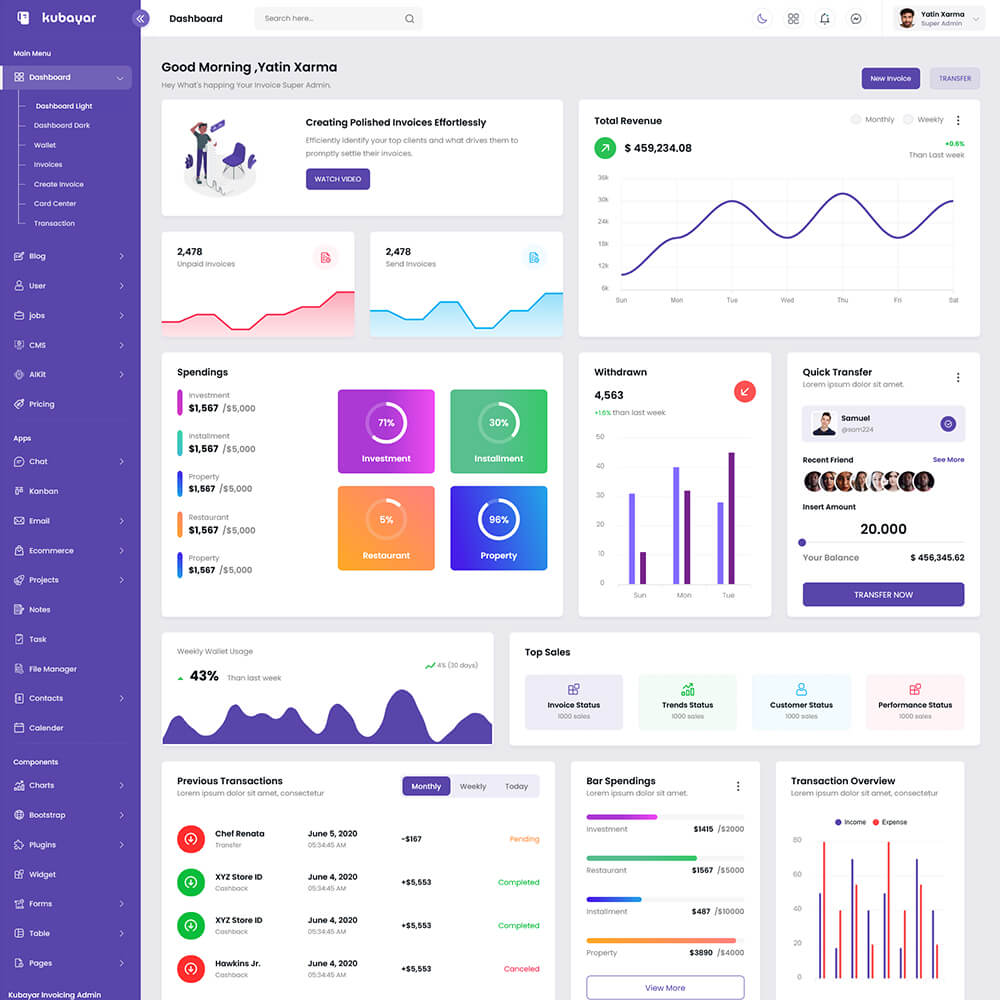 kubayar
Dashboard
Search here...
Yatin Xarma
Super Admin
Main Menu
Dashboard
Dashboard Light
Dashboard Dark
Wallet
Invoices
Create Invoice
Card Center
Transaction
Blog
User
jobs
CMS
AIKit
Pricing
Apps
Chat
Kanban
Email
Ecommerce
Projects
Notes
Task
File Manager
Contacts
Calender
Components
Charts
Bootstrap
Plugins
Widget
Forms
Table
Pages
Kubayar Invoicing Admin
Good Morning ,Yatin Xarma
Hey What's happing Your Invoice Super Admin.
New Invoice
TRANSFER
Creating Polished Invoices Effortlessly
Efficiently identify your top clients and what drives them to
promptly settle their invoices.
WATCH VIDEO
Total Revenue
Monthly
Weekly
$ 459,234.08
+0.6%
Than Last week
36k
30k
24k
18k
12k
6k
Sun Mon Tue Wed Thu Fri Sat
2,478
Unpaid Invoices
2,478
Send Invoices
Spendings
Investment
$1,567 /$5,000
Installment
$1,567 /$5,000
Property
$1,567 /$5,000
Restaurant
$1,567 /$5,000
Property
$1,567 /$5,000
71%
Investment
30%
Installment
5%
Restaurant
96%
Property
Withdrawn
4,563
+1.6% than last week
50
40
30
20
10
0
Sun Mon Tue
Quick Transfer
Lorem ipsum dolor sit amet.
Samuel
@sam224
Recent Friend
See More
Insert Amount
20.000
Your Balance
$ 456,345.62
TRANSFER NOW
Weekly Wallet Usage
43%
Than last week
4% (30 days)
Top Sales
Invoice Status
1000 sales
Trends Status
1000 sales
Customer Status
1000 sales
Performance Status
1000 sales
Previous Transactions
Lorem ipsum dolor sit amet, consectetur
Monthly
Weekly
Today
Chef Renata June 5, 2020 -$167 Pending
Transfer 05:34:45 AM
XYZ Store ID June 4, 2020 +$5,553 Completed
Cashback 05:34:45 AM
XYZ Store ID June 4, 2020 +$5,553 Completed
Cashback 05:34:45 AM
Hawkins Jr. June 4, 2020 +$5,553 Canceled
Cashback 05:34:45 AM
Bar Spendings
Lorem ipsum dolor sit amet.
Investment $1415 /$2000
Restaurant $1567 /$5000
Installment $487 /$10000
Property $3890 /$4000
View More
Transaction Overview
Lorem ipsum dolor sit amet, consectetur
Income Expense
80
60
40
20
0